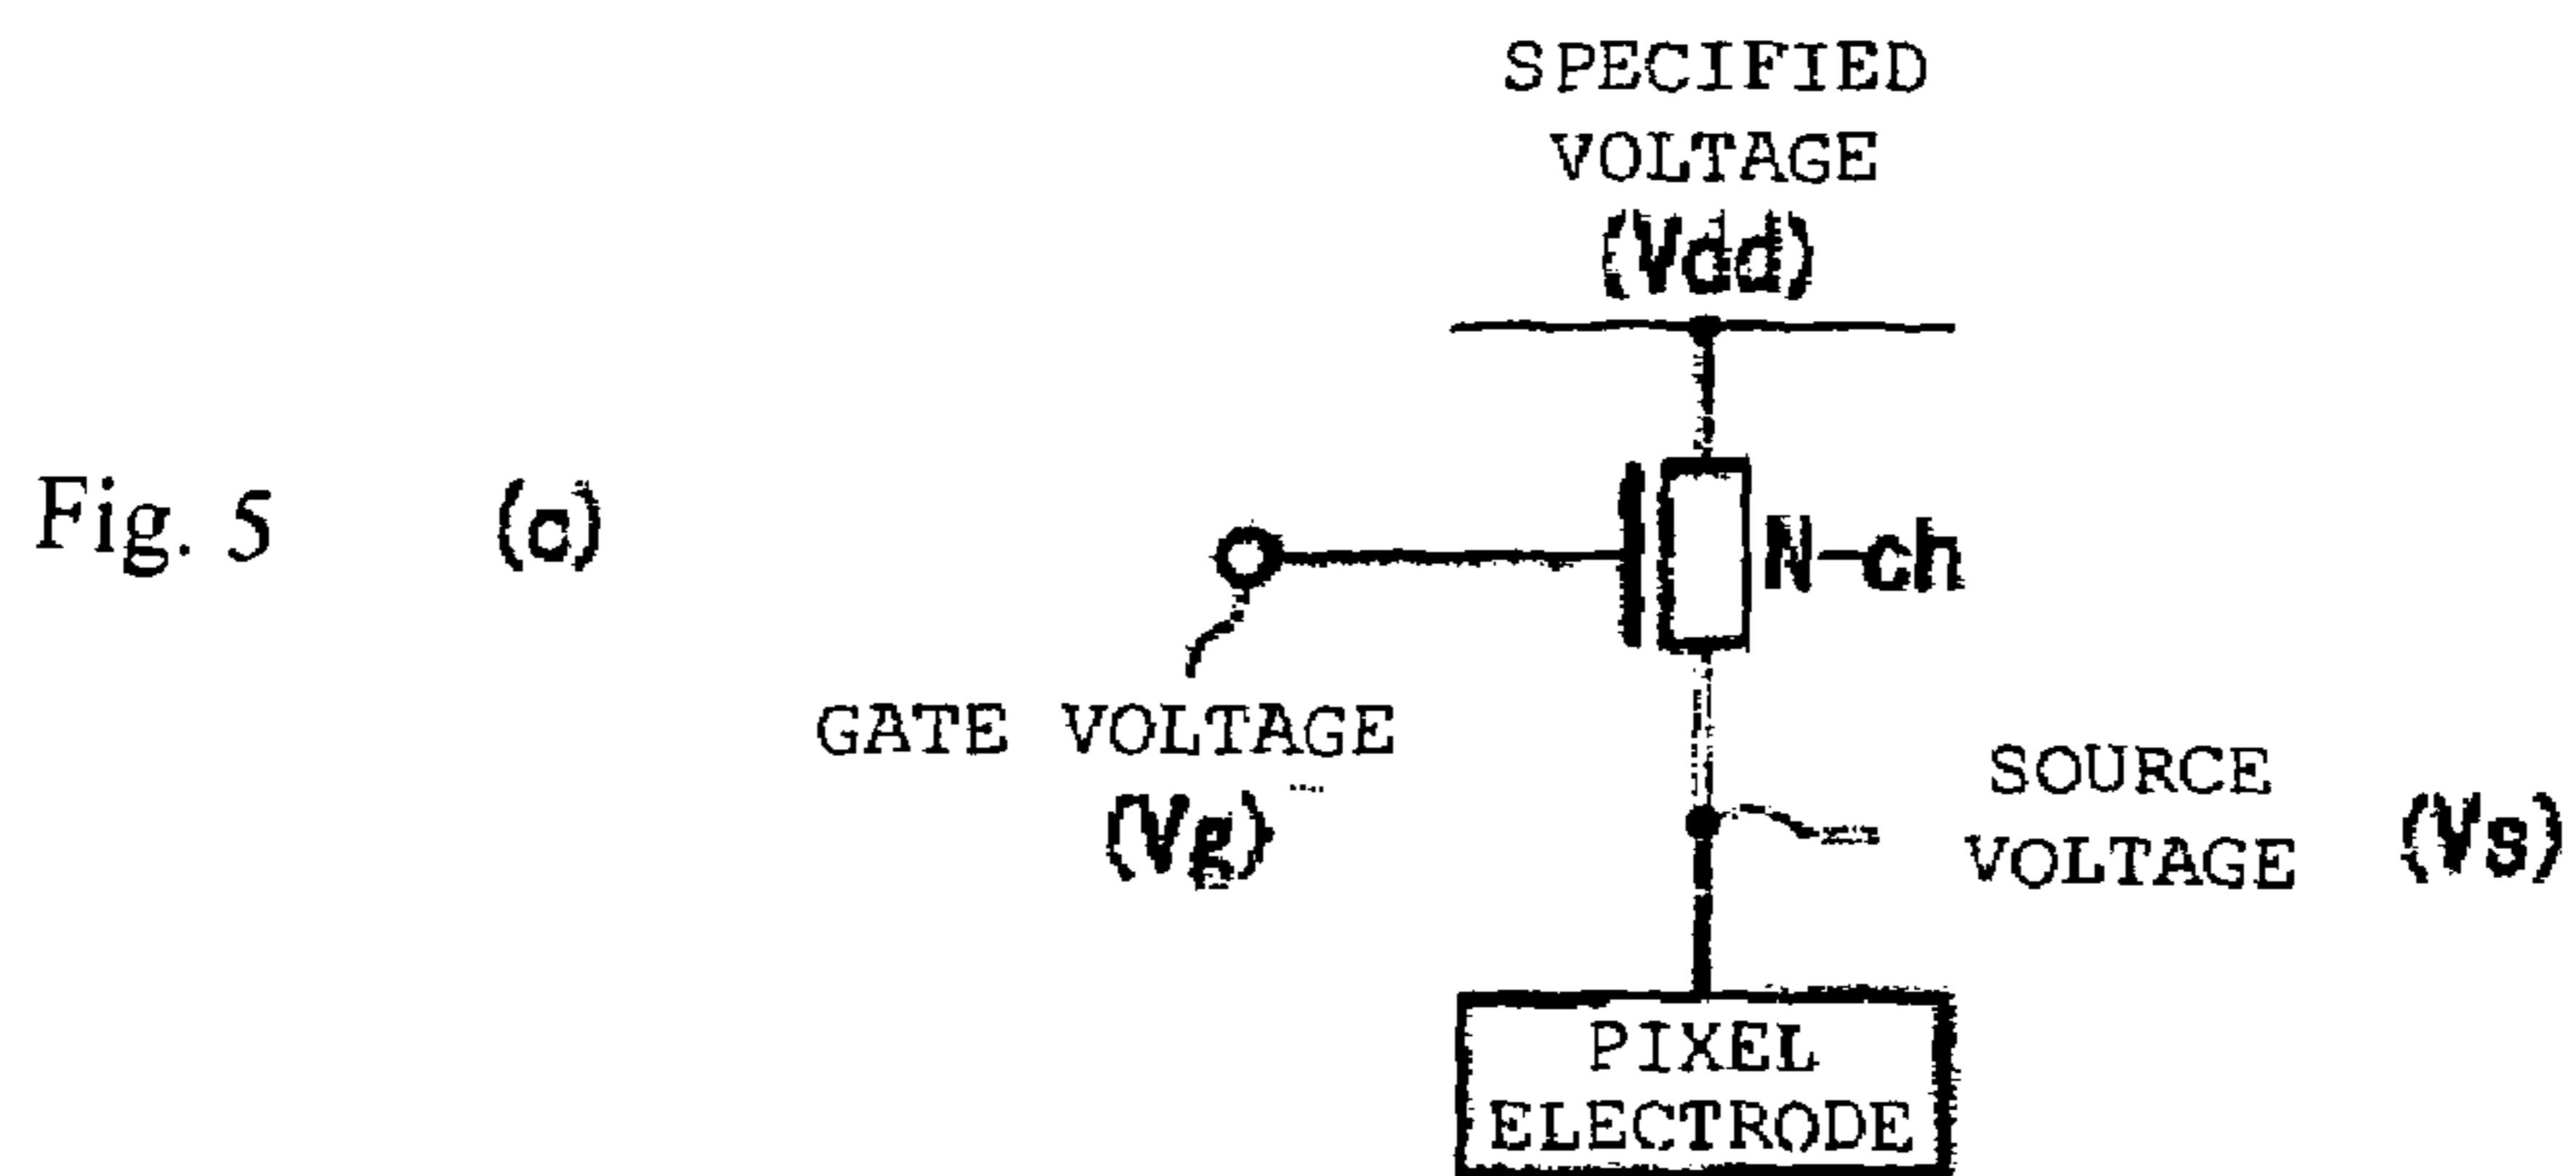 SPECIFIED
VOLTAGE
(Vdd)
Fig. 5 (c)
N-ch
GATE VOLTAGE
(Vg)
SOURCE
VOLTAGE (Vs)
PIXEL
ELECTRODE